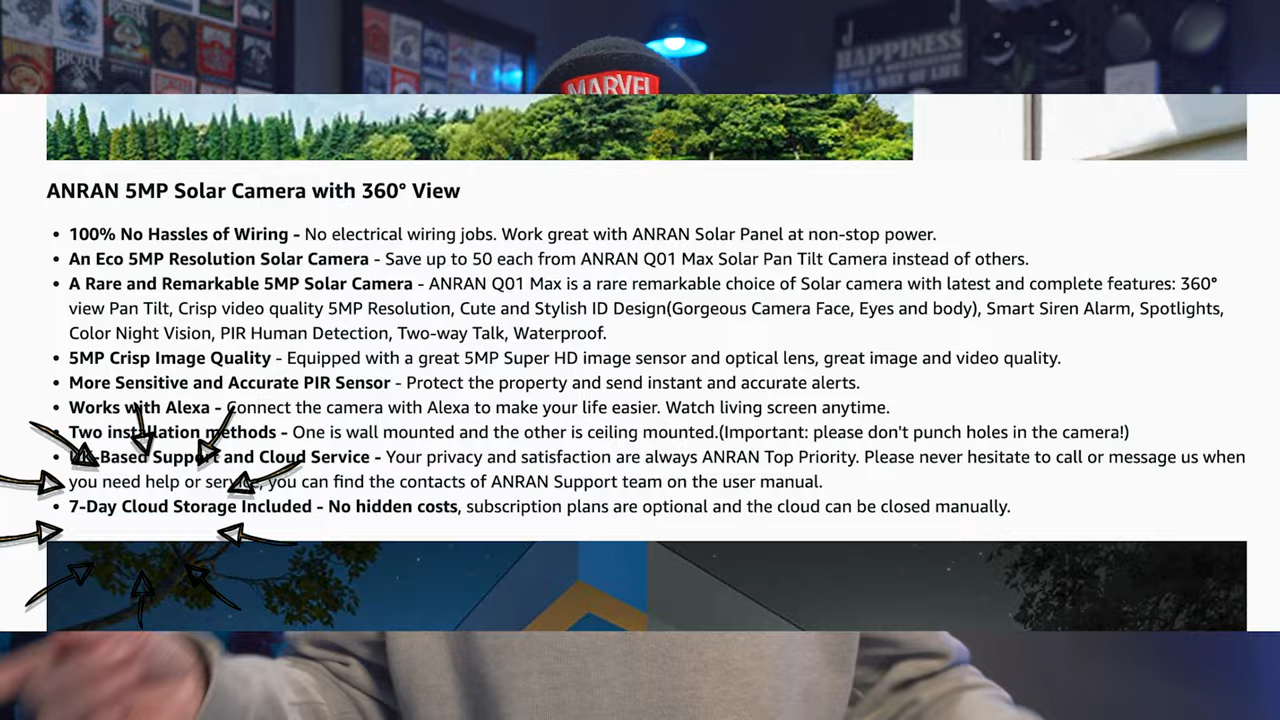 BICYCLE
MARVEL
HAPPINESS
ANRAN 5MP Solar Camera with 360° View
• 100% No Hassles of Wiring - No electrical wiring jobs. Work great with ANRAN Solar Panel at non-stop power.
• An Eco 5MP Resolution Solar Camera - Save up to 50 each from ANRAN Q01 Max Solar Pan Tilt Camera instead of others.
• A Rare and Remarkable 5MP Solar Camera - ANRAN Q01 Max is a rare remarkable choice of Solar camera with latest and complete features: 360°
view Pan Tilt, Crisp video quality 5MP Resolution, Cute and Stylish ID Design(Gorgeous Camera Face, Eyes and body), Smart Siren Alarm, Spotlights,
Color Night Vision, PIR Human Detection, Two-way Talk, Waterproof.
• 5MP Crisp Image Quality - Equipped with a great 5MP Super HD image sensor and optical lens, great image and video quality.
• More Sensitive and Accurate PIR Sensor - Protect the property and send instant and accurate alerts.
• Works with Alexa - Connect the camera with Alexa to make your life easier. Watch living screen anytime.
• Two installation methods - One is wall mounted and the other is ceiling mounted.(Important: please don't punch holes in the camera!)
• -Based Support and Cloud Service - Your privacy and satisfaction are always ANRAN Top Priority. Please never hesitate to call or message us when
you need help or service, you can find the contacts of ANRAN Support team on the user manual.
• 7-Day Cloud Storage Included - No hidden costs, subscription plans are optional and the cloud can be closed manually.